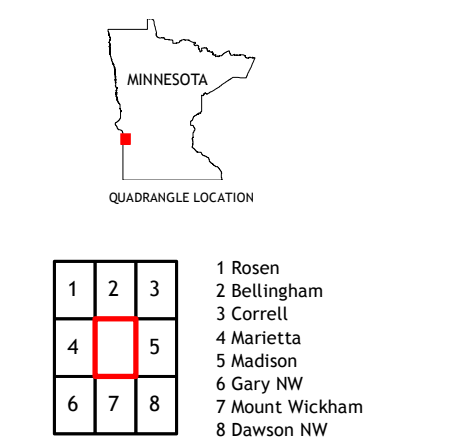 MINNESOTA
QUADRANGLE LOCATION
1 2 3
4 5
6 7 8
1 Rosen
2 Bellingham
3 Correll
4 Marietta
5 Madison
6 Gary NW
7 Mount Wickham
8 Dawson NW